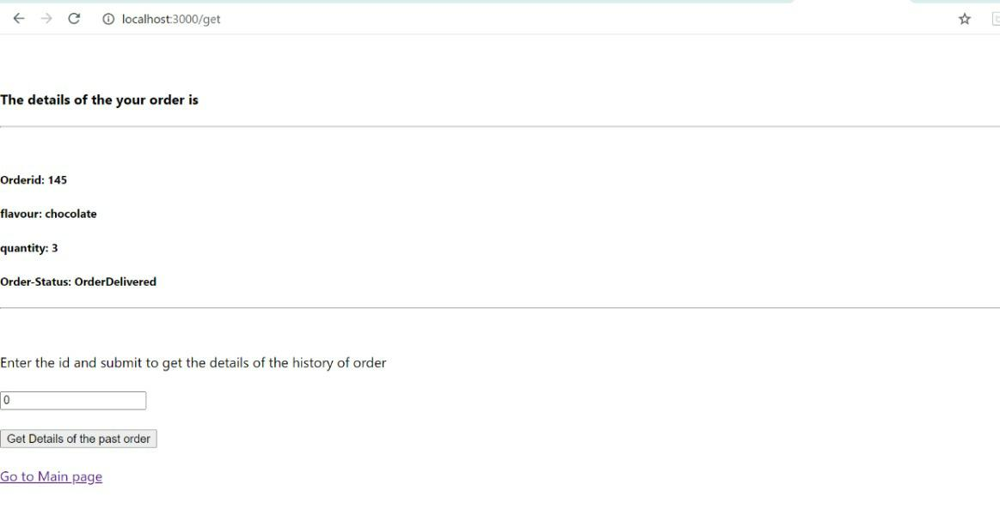 localhost:3000/get
The details of the your order is
Orderid: 145
flavour: chocolate
quantity: 3
Order-Status: OrderDelivered
Enter the id and submit to get the details of the history of order
0
Get Details of the past order
Go to Main page